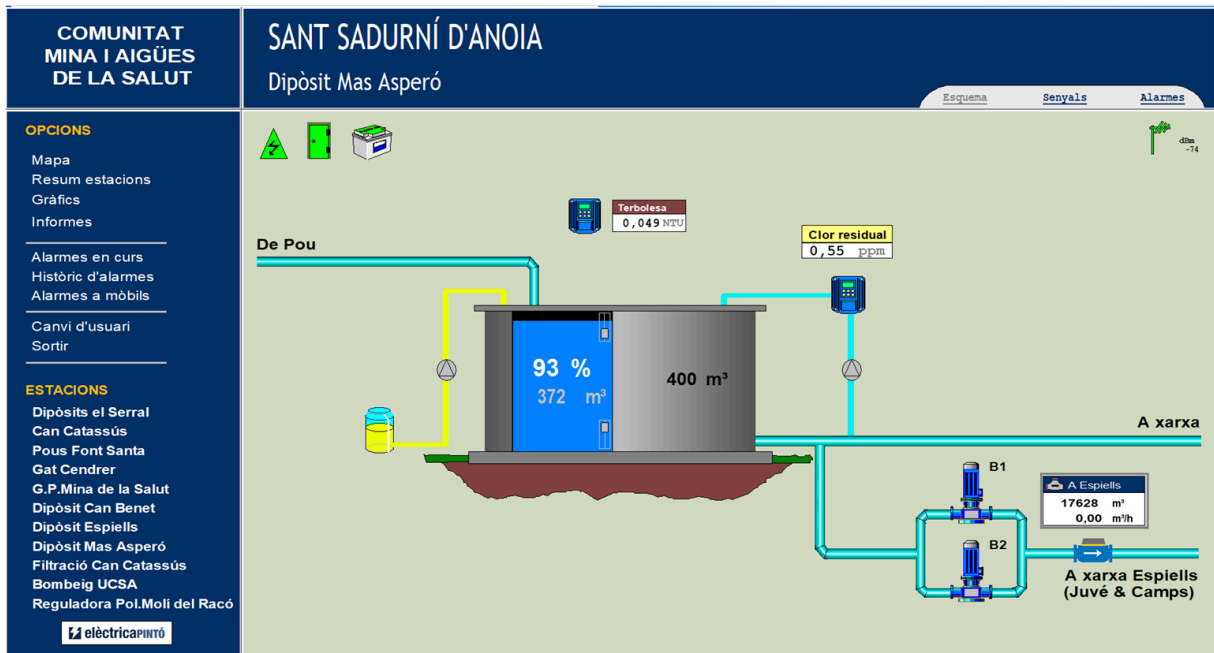 COMUNITAT
MINA I AIGÜES
DE LA SALUT
SANT SADURNÍ D'ANOIA
Dipòsit Mas Asperó
Esquema
Senyals
Alarmes
OPCIONS
Mapa
Resum estacions
Gràfics
Informes
Alarmes en curs
Històric d'alarmes
Alarmes a mòbils
Canvi d'usuari
Sortir
ESTACIONS
Dipòsits el Serral
Can Catassús
Pous Font Santa
Gat Cendrer
G.P.Mina de la Salut
Dipòsit Can Benet
Dipòsit Espiells
Dipòsit Mas Asperó
Filtració Can Catassús
Bombeig UCSA
Reguladora Pol.Molí del Racó
elèctricaPINTÓ
dBm
-74
Terbolesa
0,049 NTU
De Pou
Clor residual
0,55 ppm
93 %
372 m³
400 m³
A xarxa
B1
A Espiells
17628 m³
0,00 m³/h
B2
A xarxa Espiells
(Juvé & Camps)